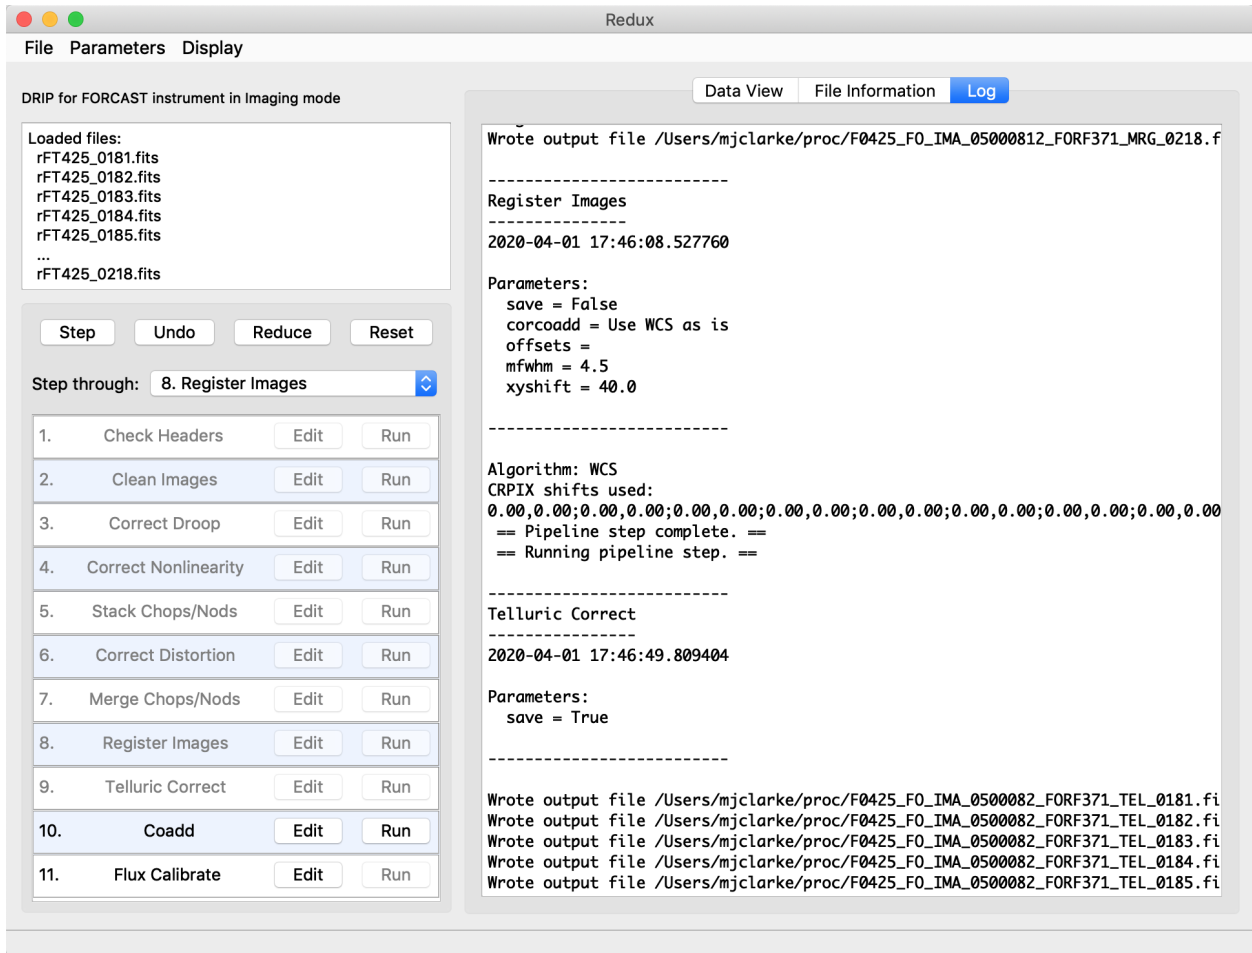 Redux
File Parameters Display
DRIP for FORCAST instrument in Imaging mode
Loaded files:
rFT425_0181.fits
rFT425_0182.fits
rFT425_0183.fits
rFT425_0184.fits
rFT425_0185.fits
...
rFT425_0218.fits
Step Undo Reduce Reset
Step through: 8. Register Images
1. Check Headers Edit Run
2. Clean Images Edit Run
3. Correct Droop Edit Run
4. Correct Nonlinearity Edit Run
5. Stack Chops/Nods Edit Run
6. Correct Distortion Edit Run
7. Merge Chops/Nods Edit Run
8. Register Images Edit Run
9. Telluric Correct Edit Run
10. Coadd Edit Run
11. Flux Calibrate Edit Run
Data View File Information Log
Wrote output file /Users/mjclarke/proc/F0425_FO_IMA_05000812_FORF371_MRG_0218.f
--------------------------
Register Images
---------------
2020-04-01 17:46:08.527760
Parameters:
save = False
corcoadd = Use WCS as is
offsets =
mfwhm = 4.5
xyshift = 40.0
--------------------------
Algorithm: WCS
CRPIX shifts used:
0.00,0.00;0.00,0.00;0.00,0.00;0.00,0.00;0.00,0.00;0.00,0.00;0.00,0.00;0.00,0.00
== Pipeline step complete. ==
== Running pipeline step. ==
--------------------------
Telluric Correct
----------------
2020-04-01 17:46:49.809404
Parameters:
save = True
--------------------------
Wrote output file /Users/mjclarke/proc/F0425_FO_IMA_0500082_FORF371_TEL_0181.fi
Wrote output file /Users/mjclarke/proc/F0425_FO_IMA_0500082_FORF371_TEL_0182.fi
Wrote output file /Users/mjclarke/proc/F0425_FO_IMA_0500082_FORF371_TEL_0183.fi
Wrote output file /Users/mjclarke/proc/F0425_FO_IMA_0500082_FORF371_TEL_0184.fi
Wrote output file /Users/mjclarke/proc/F0425_FO_IMA_0500082_FORF371_TEL_0185.fi